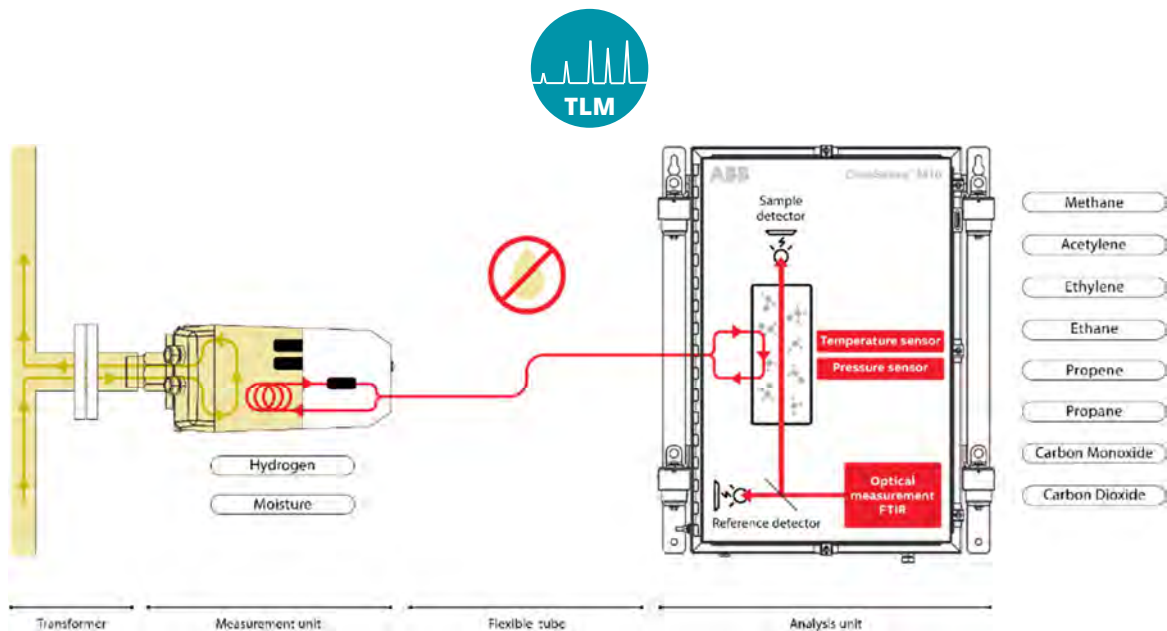 TLM
ABB
Sample
detector
Temperature sensor
Pressure sensor
Optical
measurement
FTIR
Reference detector
Hydrogen
Moisture
Methane
Acetylene
Ethylene
Ethane
Propene
Propane
Carbon Monoxide
Carbon Dioxide
Transformer
Measurement unit
Flexible tube
Analysis unit